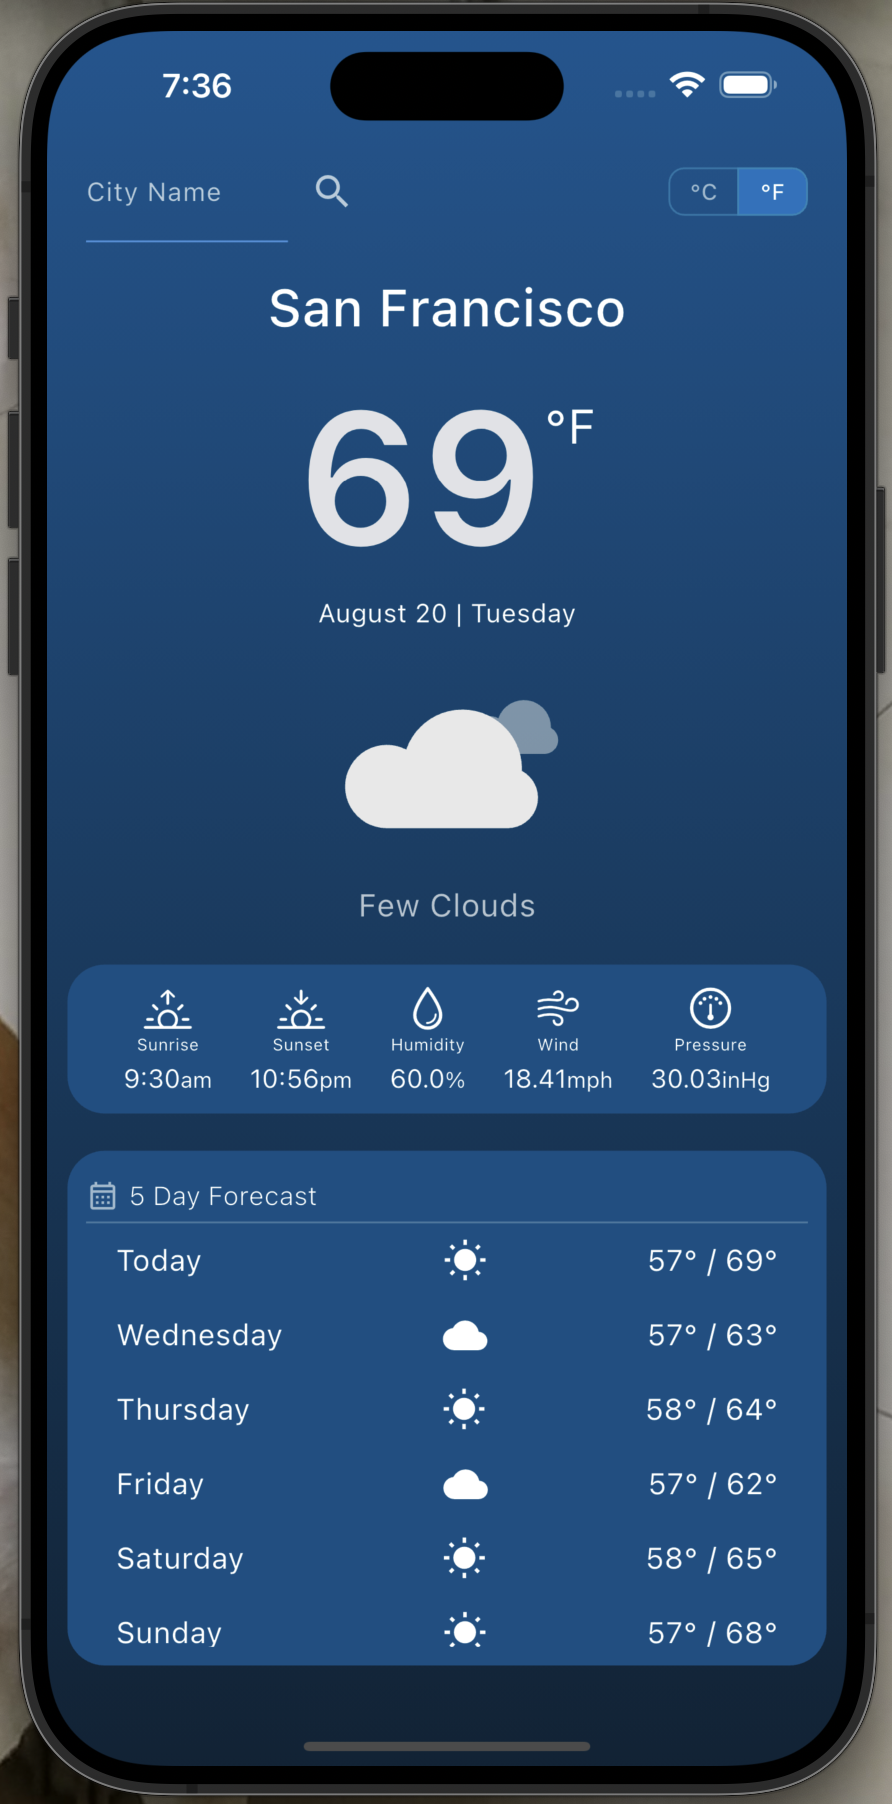 7:36
City Name
°C °F
San Francisco
69 °F
August 20 | Tuesday
Few Clouds
Sunrise Sunset Humidity Wind Pressure
9:30am 10:56pm 60.0% 18.41mph 30.03inHg
5 Day Forecast
Today 57° / 69°
Wednesday 57° / 63°
Thursday 58° / 64°
Friday 57° / 62°
Saturday 58° / 65°
Sunday 57° / 68°